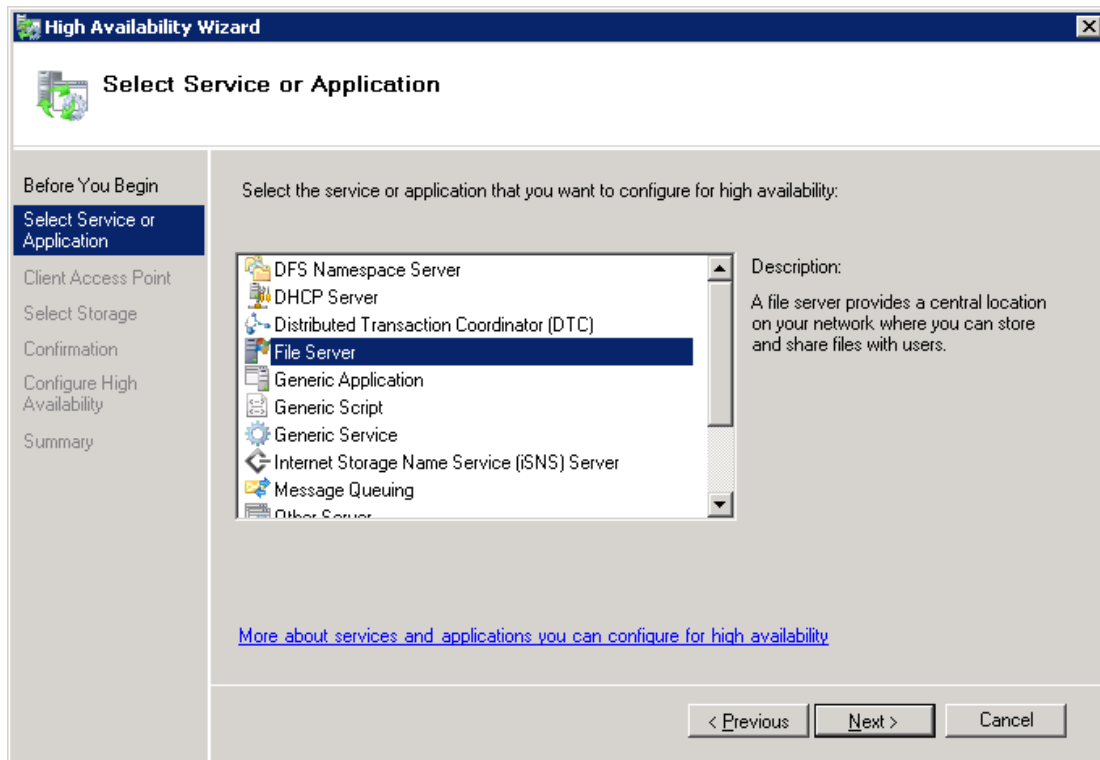 High Availability Wizard
Select Service or Application
Before You Begin
Select Service or
Application
Client Access Point
Select Storage
Confirmation
Configure High
Availability
Summary
Select the service or application that you want to configure for high availability:
DFS Namespace Server
DHCP Server
Distributed Transaction Coordinator (DTC)
File Server
Generic Application
Generic Script
Generic Service
Internet Storage Name Service (iSNS) Server
Message Queuing
Other Server
Description:
A file server provides a central location
on your network where you can store
and share files with users.
More about services and applications you can configure for high availability
< Previous
Next >
Cancel